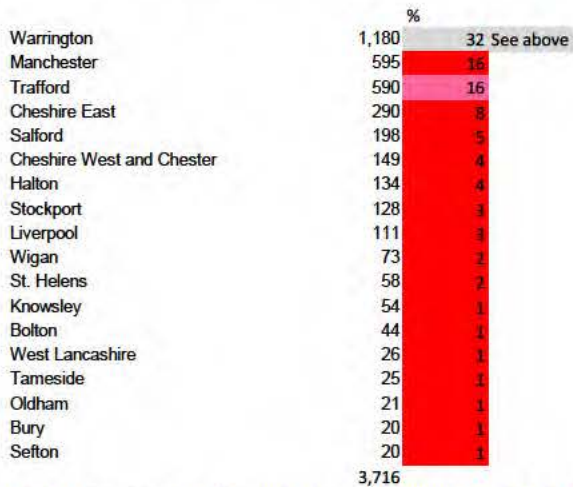 %
Warrington 1,180 32 See above
Manchester 595 16
Trafford 590 16
Cheshire East 290 8
Salford 198 5
Cheshire West and Chester 149 4
Halton 134 4
Stockport 128 3
Liverpool 111 3
Wigan 73 2
St. Helens 58 2
Knowsley 54 1
Bolton 44 1
West Lancashire 26 1
Tameside 25 1
Oldham 21 1
Bury 20 1
Sefton 20 1
3,716